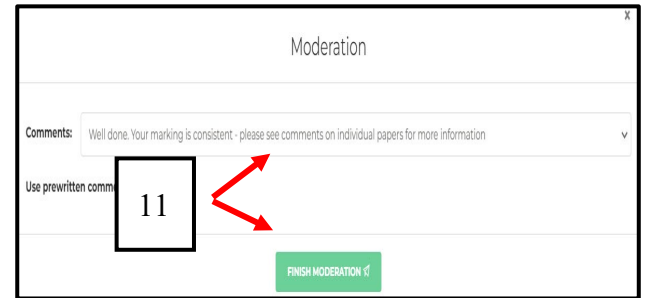 X
Moderation
Comments: Well done. Your marking is consistent - please see comments on individual papers for more information
Use prewritten
11
FINISH MODERATION